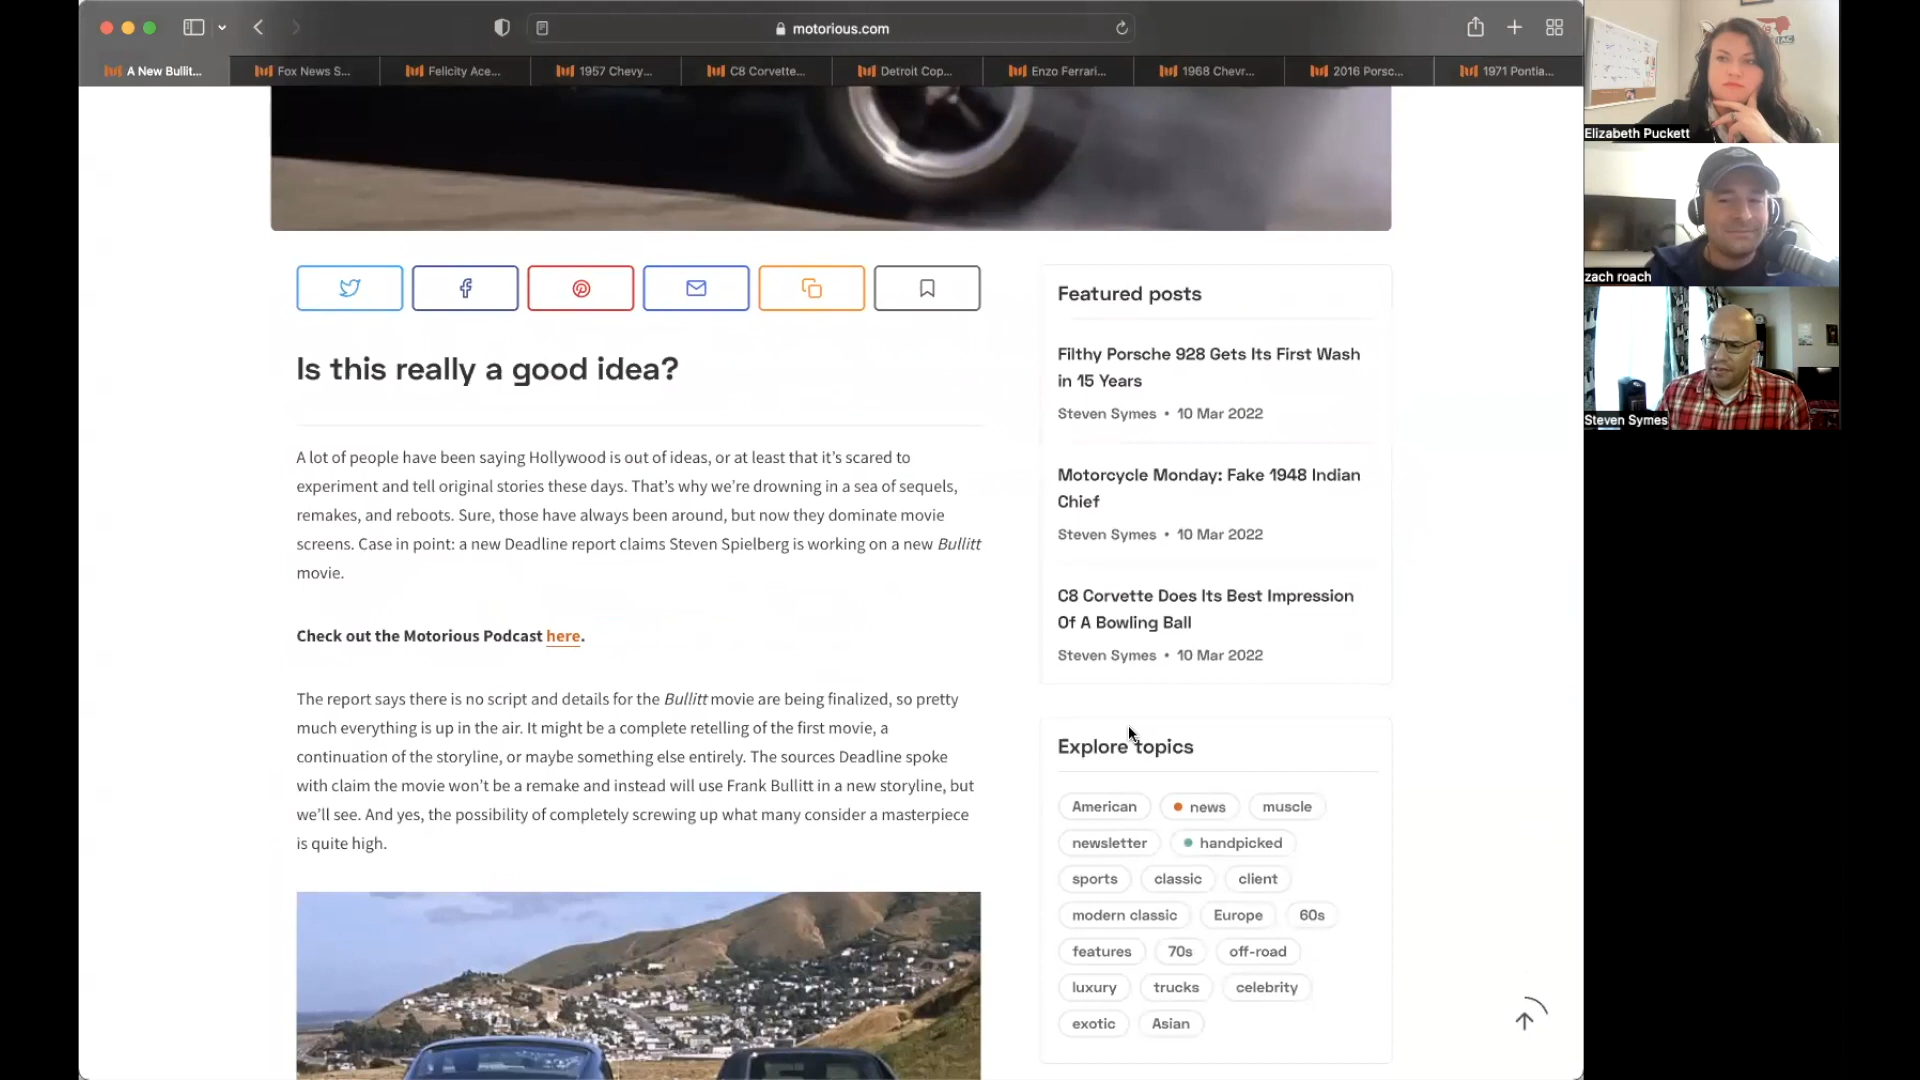 motorious.com
A New Bullit...
Fox News S...
Felicity Ace...
1957 Chevy...
C8 Corvette...
Detroit Cop...
Enzo Ferrari...
1968 Chevr...
2016 Porsc...
1971 Pontia...
Elizabeth Puckett
zach roach
Steven Symes
Is this really a good idea?
A lot of people have been saying Hollywood is out of ideas, or at least that it’s scared to
experiment and tell original stories these days. That’s why we’re drowning in a sea of sequels,
remakes, and reboots. Sure, those have always been around, but now they dominate movie
screens. Case in point: a new Deadline report claims Steven Spielberg is working on a new Bullitt
movie.
Check out the Motorious Podcast here.
The report says there is no script and details for the Bullitt movie are being finalized, so pretty
much everything is up in the air. It might be a complete retelling of the first movie, a
continuation of the storyline, or maybe something else entirely. The sources Deadline spoke
with claim the movie won’t be a remake and instead will use Frank Bullitt in a new storyline, but
we’ll see. And yes, the possibility of completely screwing up what many consider a masterpiece
is quite high.
Featured posts
Filthy Porsche 928 Gets Its First Wash
in 15 Years
Steven Symes • 10 Mar 2022
Motorcycle Monday: Fake 1948 Indian
Chief
Steven Symes • 10 Mar 2022
C8 Corvette Does Its Best Impression
Of A Bowling Ball
Steven Symes • 10 Mar 2022
Explore topics
American news muscle
newsletter handpicked
sports classic client
modern classic Europe 60s
features 70s off-road
luxury trucks celebrity
exotic Asian